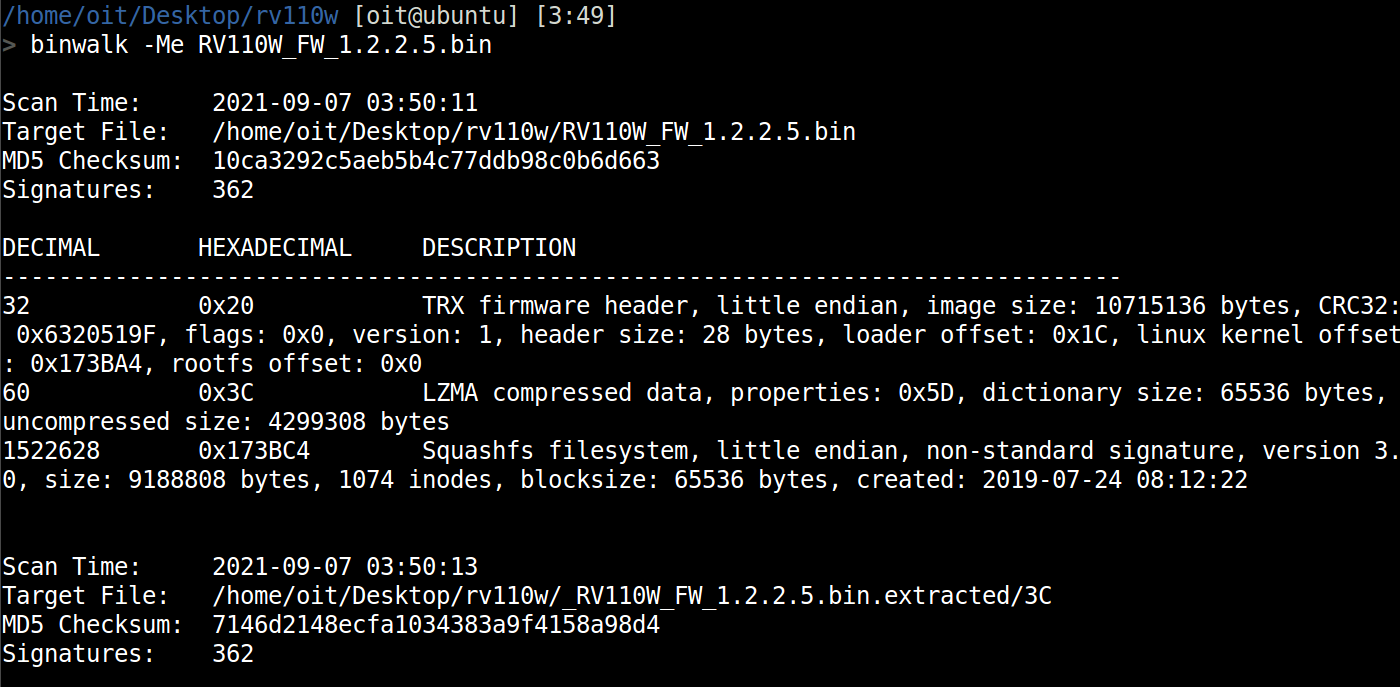 /home/oit/Desktop/rv110w [oit@ubuntu] [3:49]
> binwalk -Me RV110W_FW_1.2.2.5.bin
Scan Time:     2021-09-07 03:50:11
Target File:   /home/oit/Desktop/rv110w/RV110W_FW_1.2.2.5.bin
MD5 Checksum:  10ca3292c5aeb5b4c77ddb98c0b6d663
Signatures:    362
DECIMAL       HEXADECIMAL     DESCRIPTION
--------------------------------------------------------------------------------
32            0x20            TRX firmware header, little endian, image size: 10715136 bytes, CRC32:
 0x6320519F, flags: 0x0, version: 1, header size: 28 bytes, loader offset: 0x1C, linux kernel offset
: 0x173BA4, rootfs offset: 0x0
60            0x3C            LZMA compressed data, properties: 0x5D, dictionary size: 65536 bytes,
uncompressed size: 4299308 bytes
1522628       0x173BC4        Squashfs filesystem, little endian, non-standard signature, version 3.
0, size: 9188808 bytes, 1074 inodes, blocksize: 65536 bytes, created: 2019-07-24 08:12:22
Scan Time:     2021-09-07 03:50:13
Target File:   /home/oit/Desktop/rv110w/_RV110W_FW_1.2.2.5.bin.extracted/3C
MD5 Checksum:  7146d2148ecfa1034383a9f4158a98d4
Signatures:    362